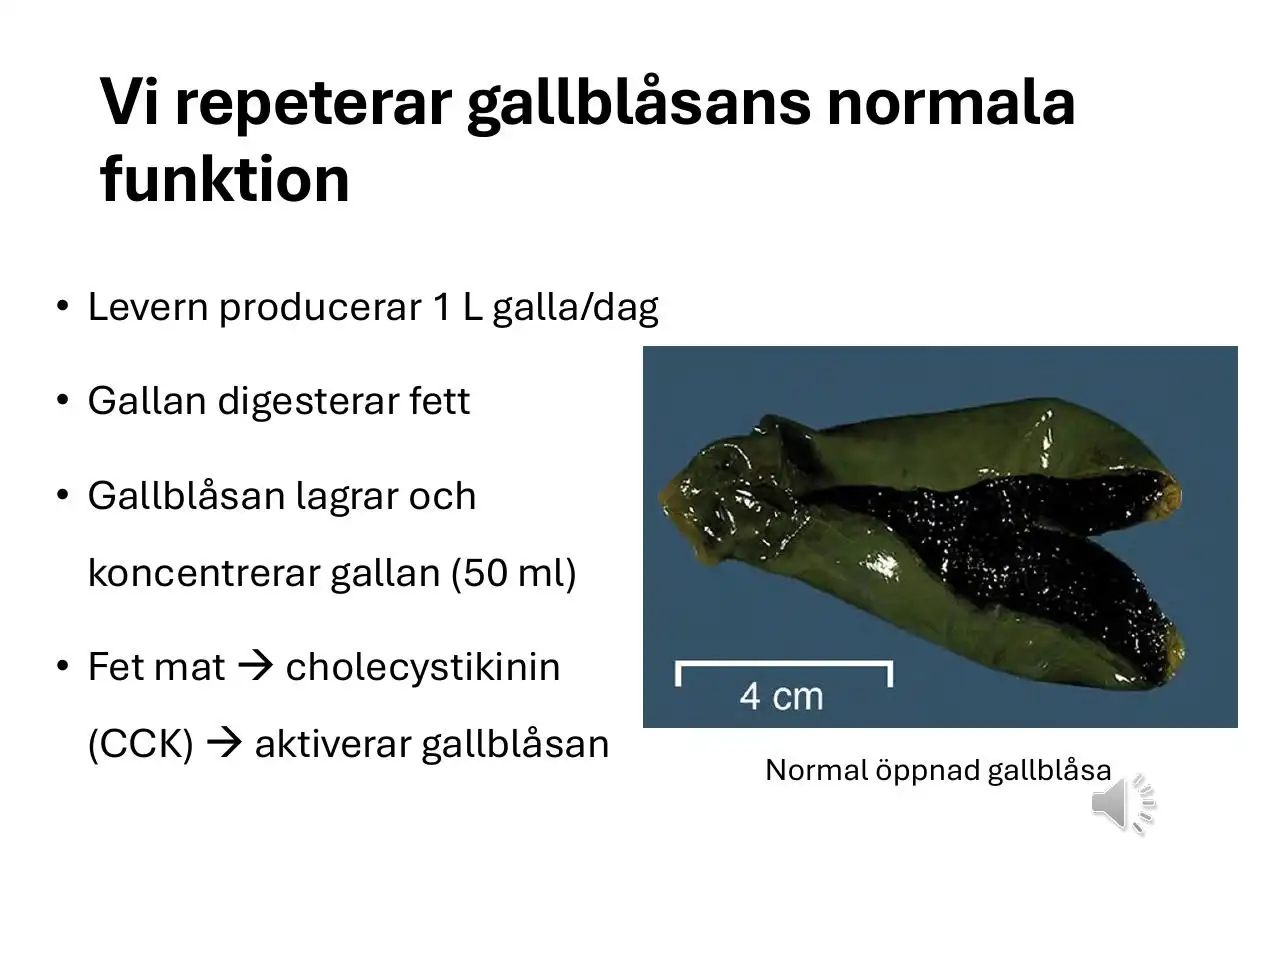 Vi repeterar gallblåsans normala
funktion
• Levern producerar 1 L galla/dag
• Gallan digesterar fett
• Gallblåsan lagrar och
koncentrerar gallan (50 ml)
• Fet mat → cholecystikinin
(CCK) → aktiverar gallblåsan
4 cm
Normal öppnad gallblåsa